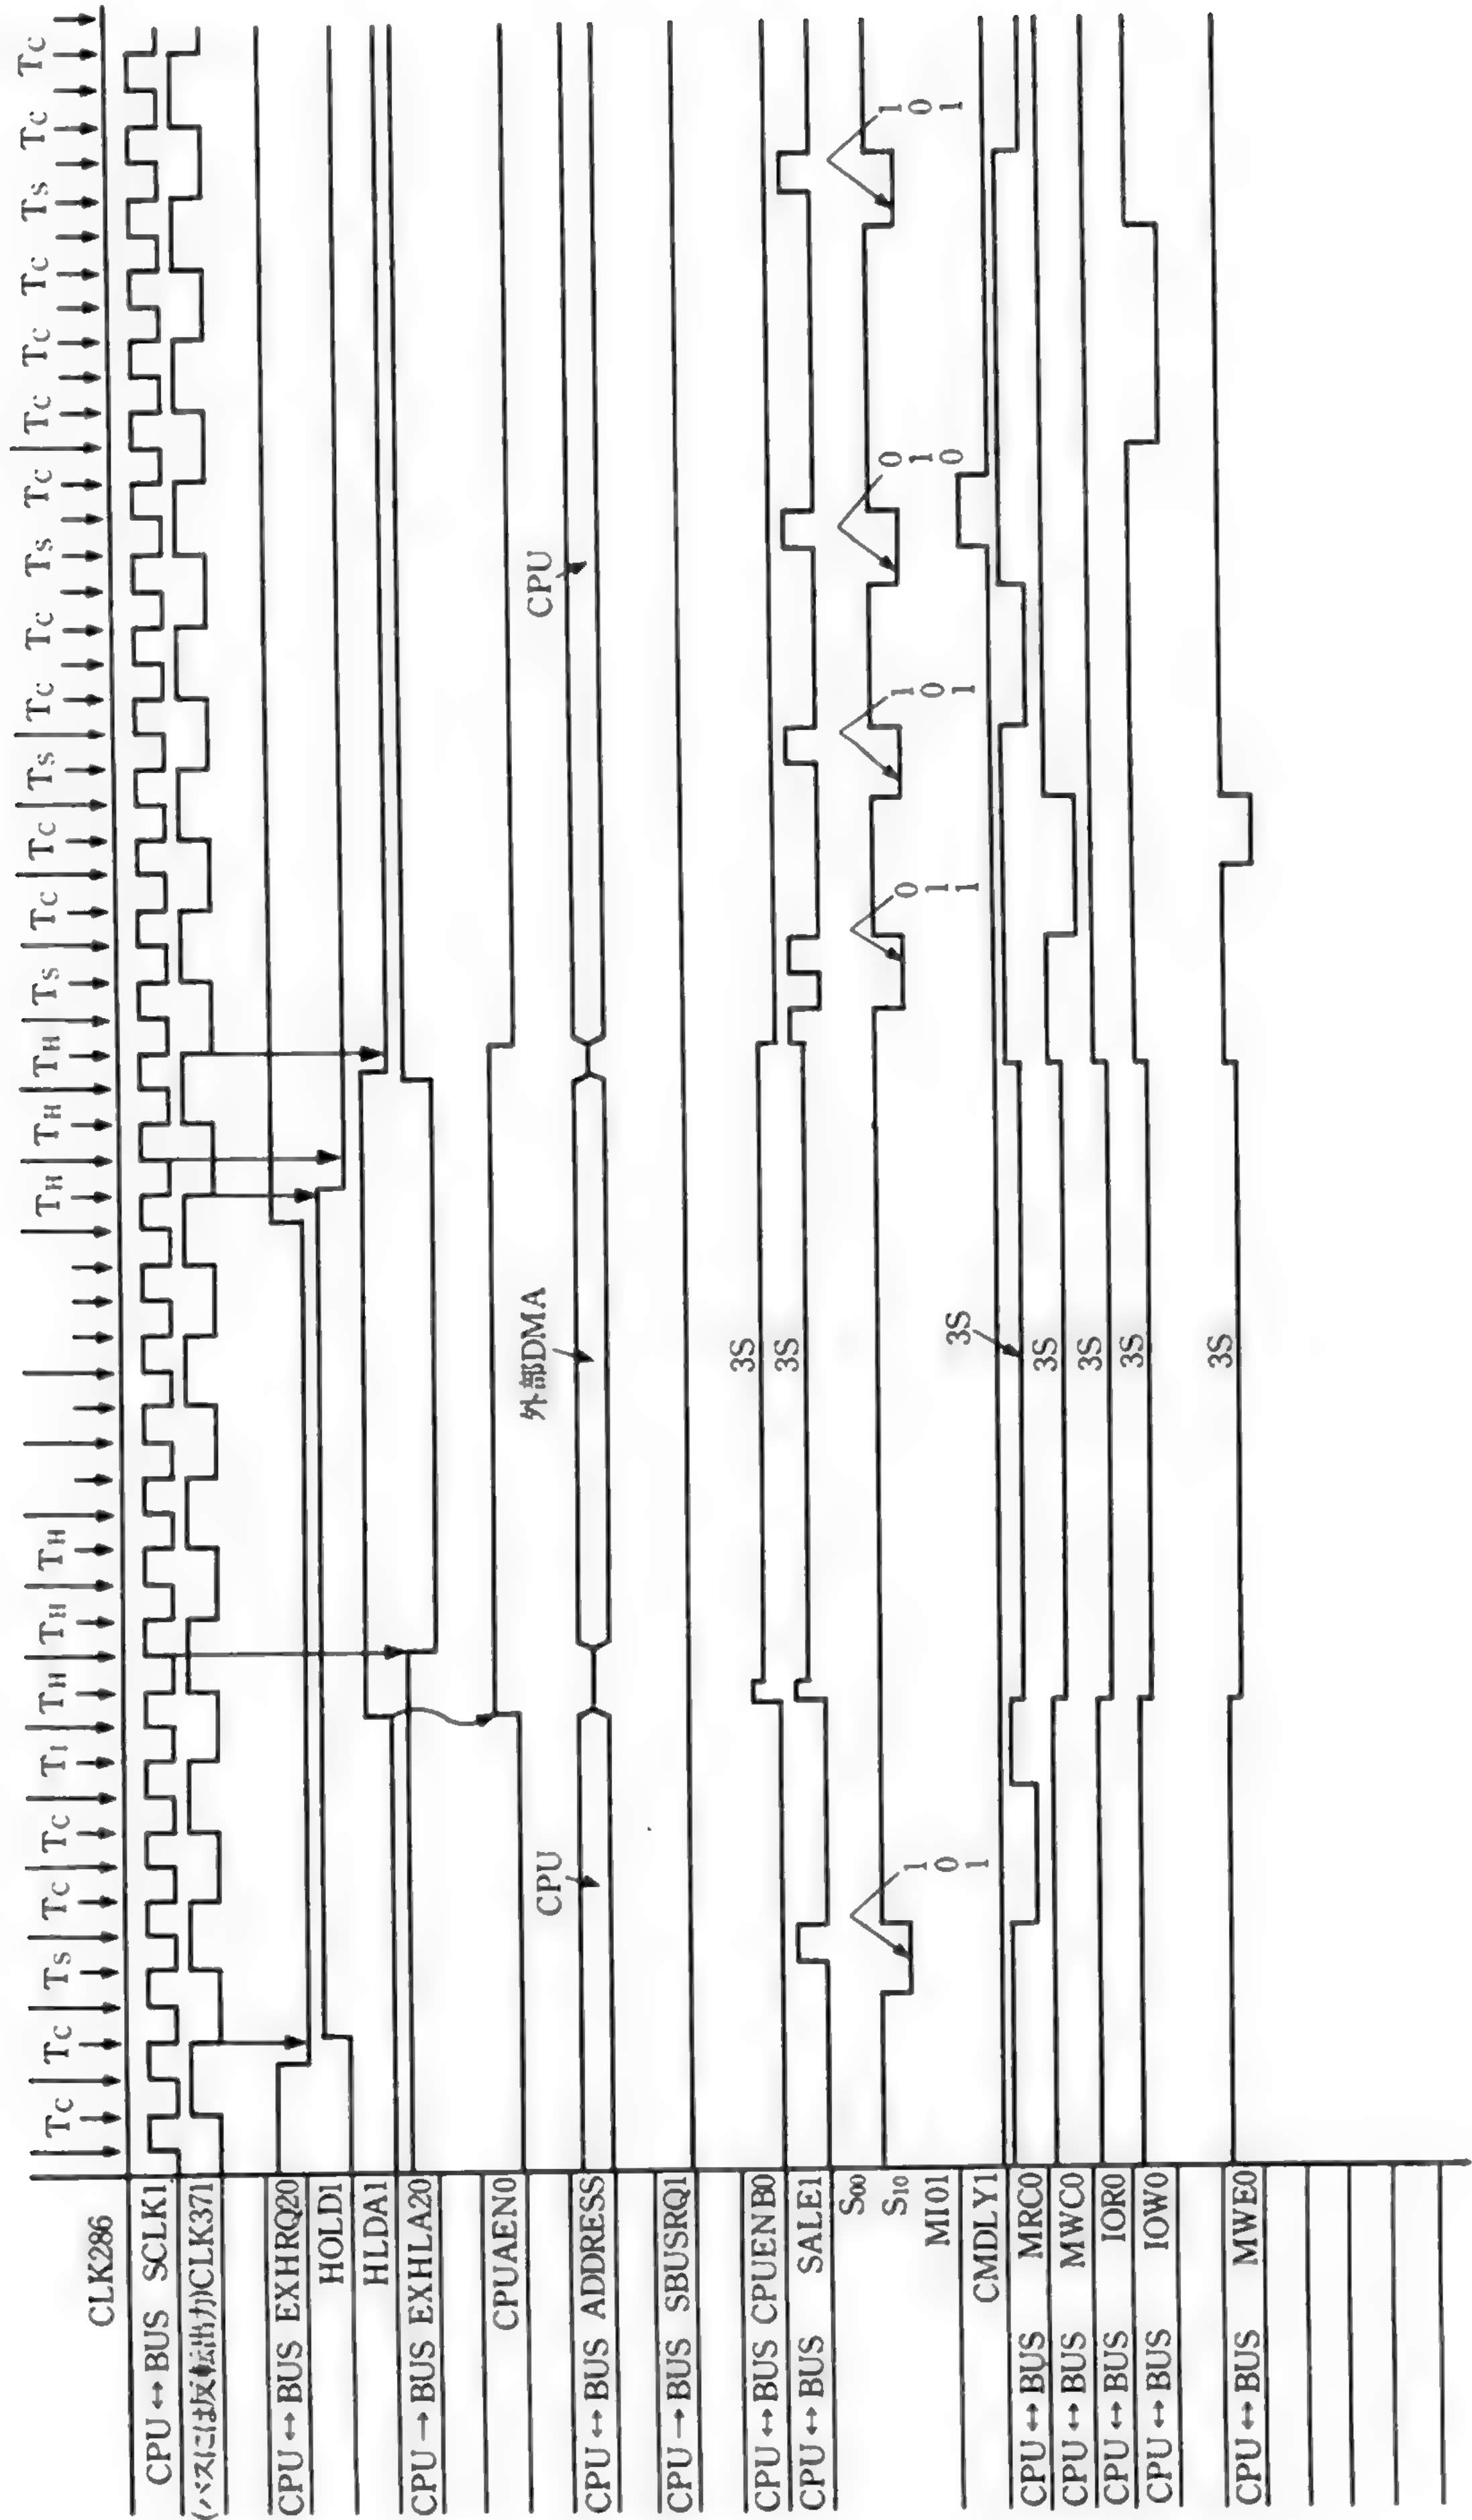 Tc Tc Ts Tc Tc TI TH TH TH TH TH TH Ts Tc Tc Ts Tc Tc Ts Tc Tc Tc Tc Ts Tc Tc
CLK286
CPU↔BUS SCLK1
(バスには反転出力)CLK371
CPU↔BUS EXHRQ20
HOLD1
HLDA1
CPU→BUS EXHLA20
CPUAEN0
CPU 外部DMA CPU
CPU↔BUS ADDRESS
CPU→BUS SBUSRQ1
CPU↔BUS CPUENB0 3S
CPU↔BUS SALE1 3S
S00 1 0 1 0 1
S10 0 1 0 1 0
MIO1 1 1 1 0 1
CMDLY1
3S
CPU↔BUS MRC0
CPU↔BUS MWC0 3S
CPU↔BUS IOR0 3S
CPU↔BUS IOW0 3S
CPU↔BUS MWE0 3S